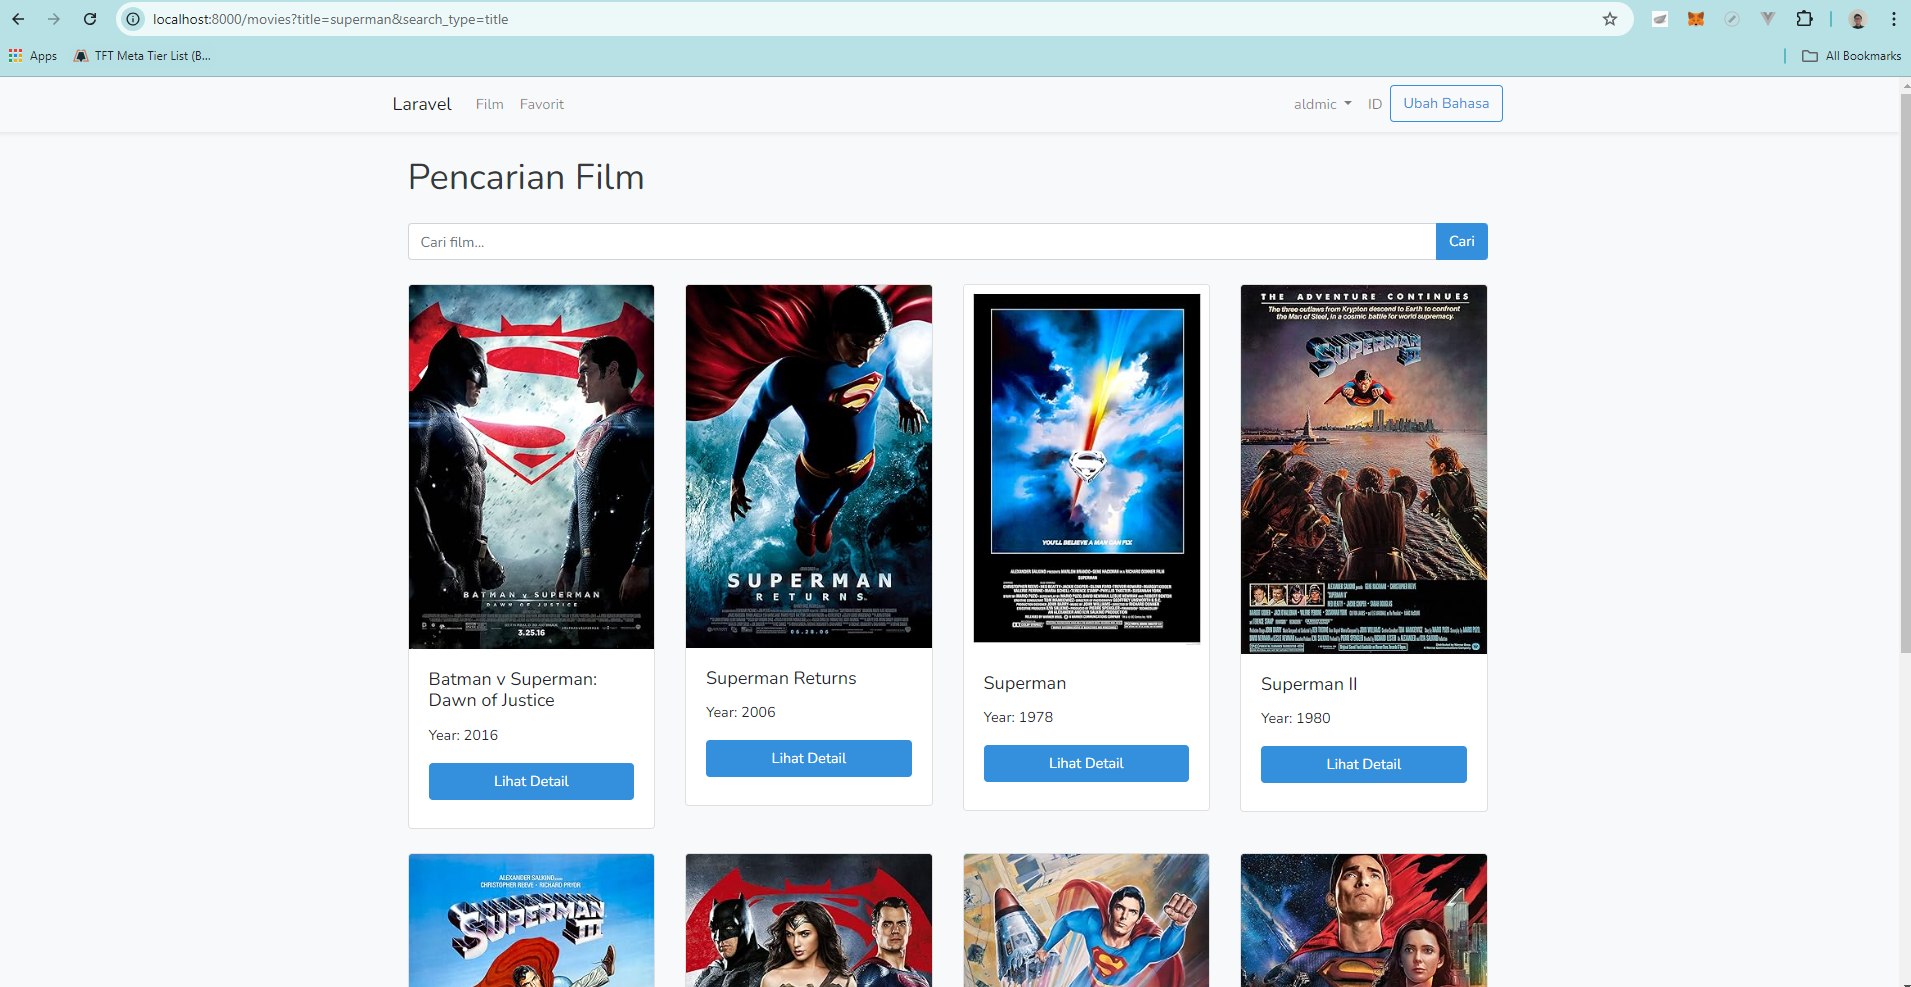 localhost:8000/movies?title=superman&search_type=title
Apps
TFT Meta Tier List (B...
All Bookmarks
Laravel
Film
Favorit
aldmic
ID
Ubah Bahasa
Pencarian Film
Cari film...
Cari
BATMAN v SUPERMAN
DAWN OF JUSTICE
3.25.16
Batman v Superman:
Dawn of Justice
Year: 2016
Lihat Detail
SUPERMAN
RETURNS
06.28.06
Superman Returns
Year: 2006
Lihat Detail
YOU'LL BELIEVE A MAN CAN FLY.
SUPERMAN
Superman
Year: 1978
Lihat Detail
THE ADVENTURE CONTINUES
The three outlaws from Krypton descend to Earth to confront
the Man of Steel, in a cosmic battle for world supremacy.
SUPERMAN II
Superman II
Year: 1980
Lihat Detail
ALEXANDER SALKIND
CHRISTOPHER REEVE · RICHARD PRYOR
SUPERMAN III